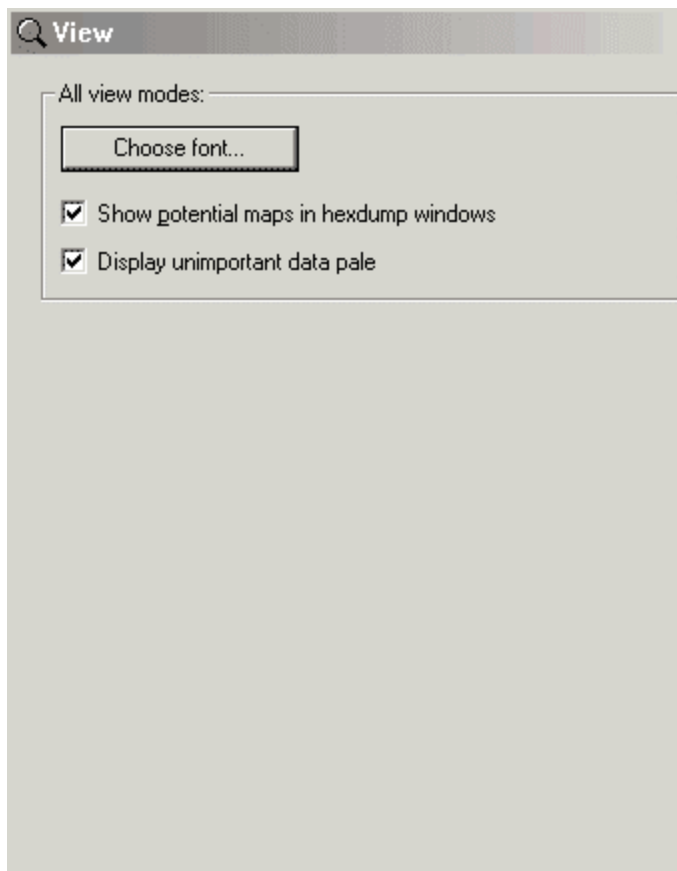 View
All view modes:
Choose font...
Show potential maps in hexdump windows
Display unimportant data pale